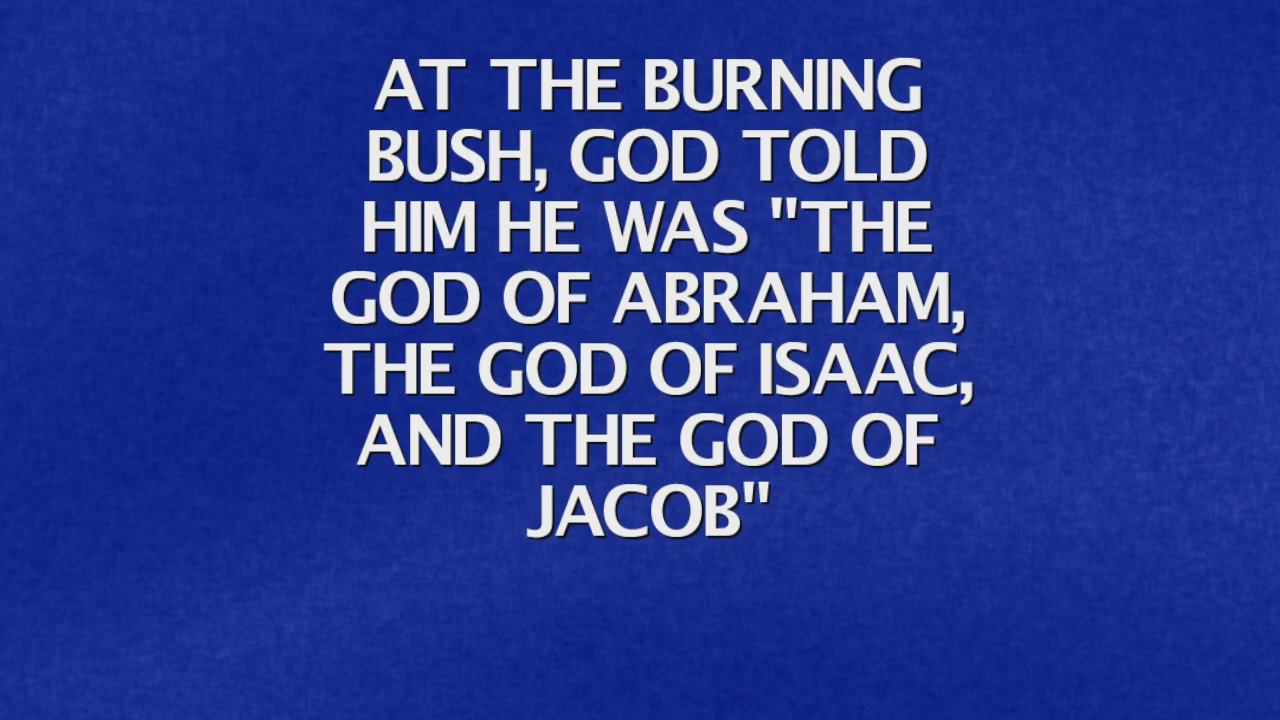 AT THE BURNING
BUSH, GOD TOLD
HIM HE WAS "THE
GOD OF ABRAHAM,
THE GOD OF ISAAC,
AND THE GOD OF
JACOB"